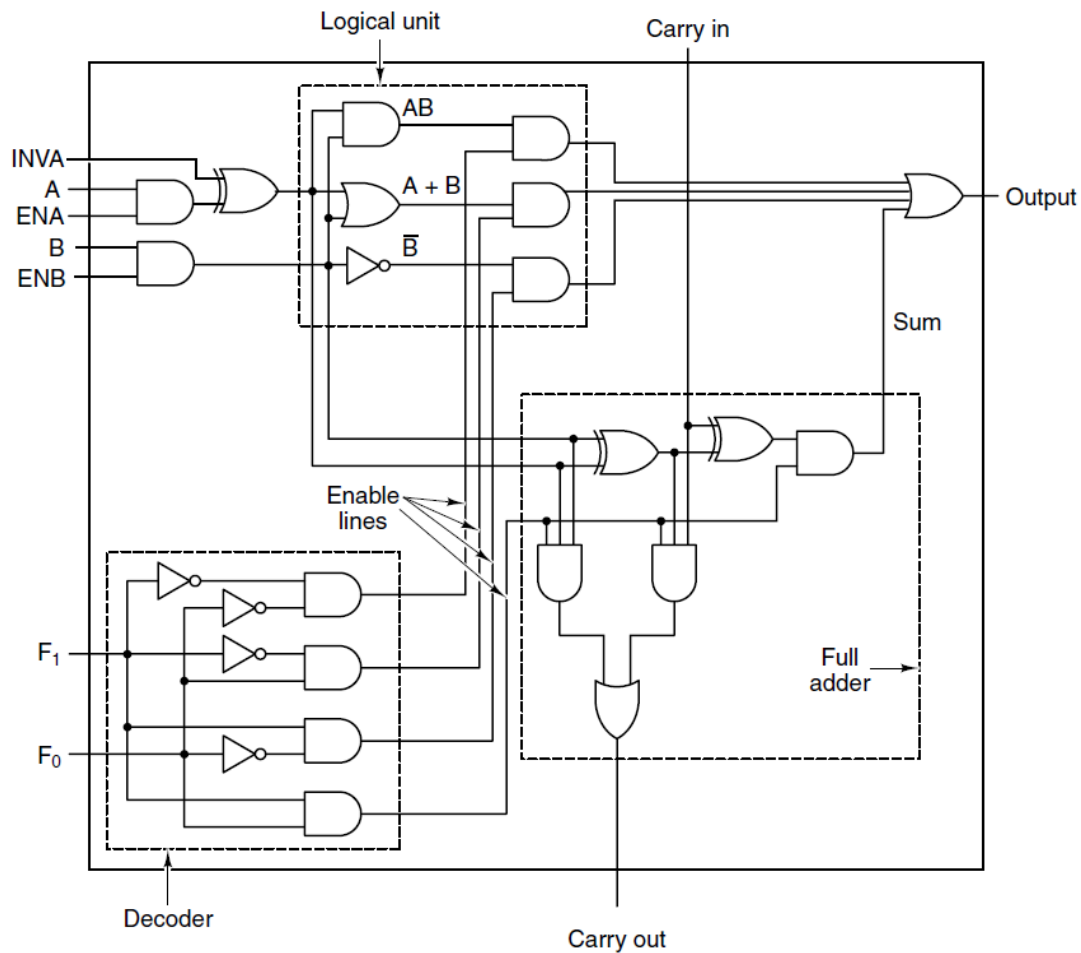 Logical unit
Carry in
INVA
A
ENA
B
ENB
AB
A + B
B̅
Output
Sum
Enable
lines
F₁
F₀
Full
adder
Decoder
Carry out